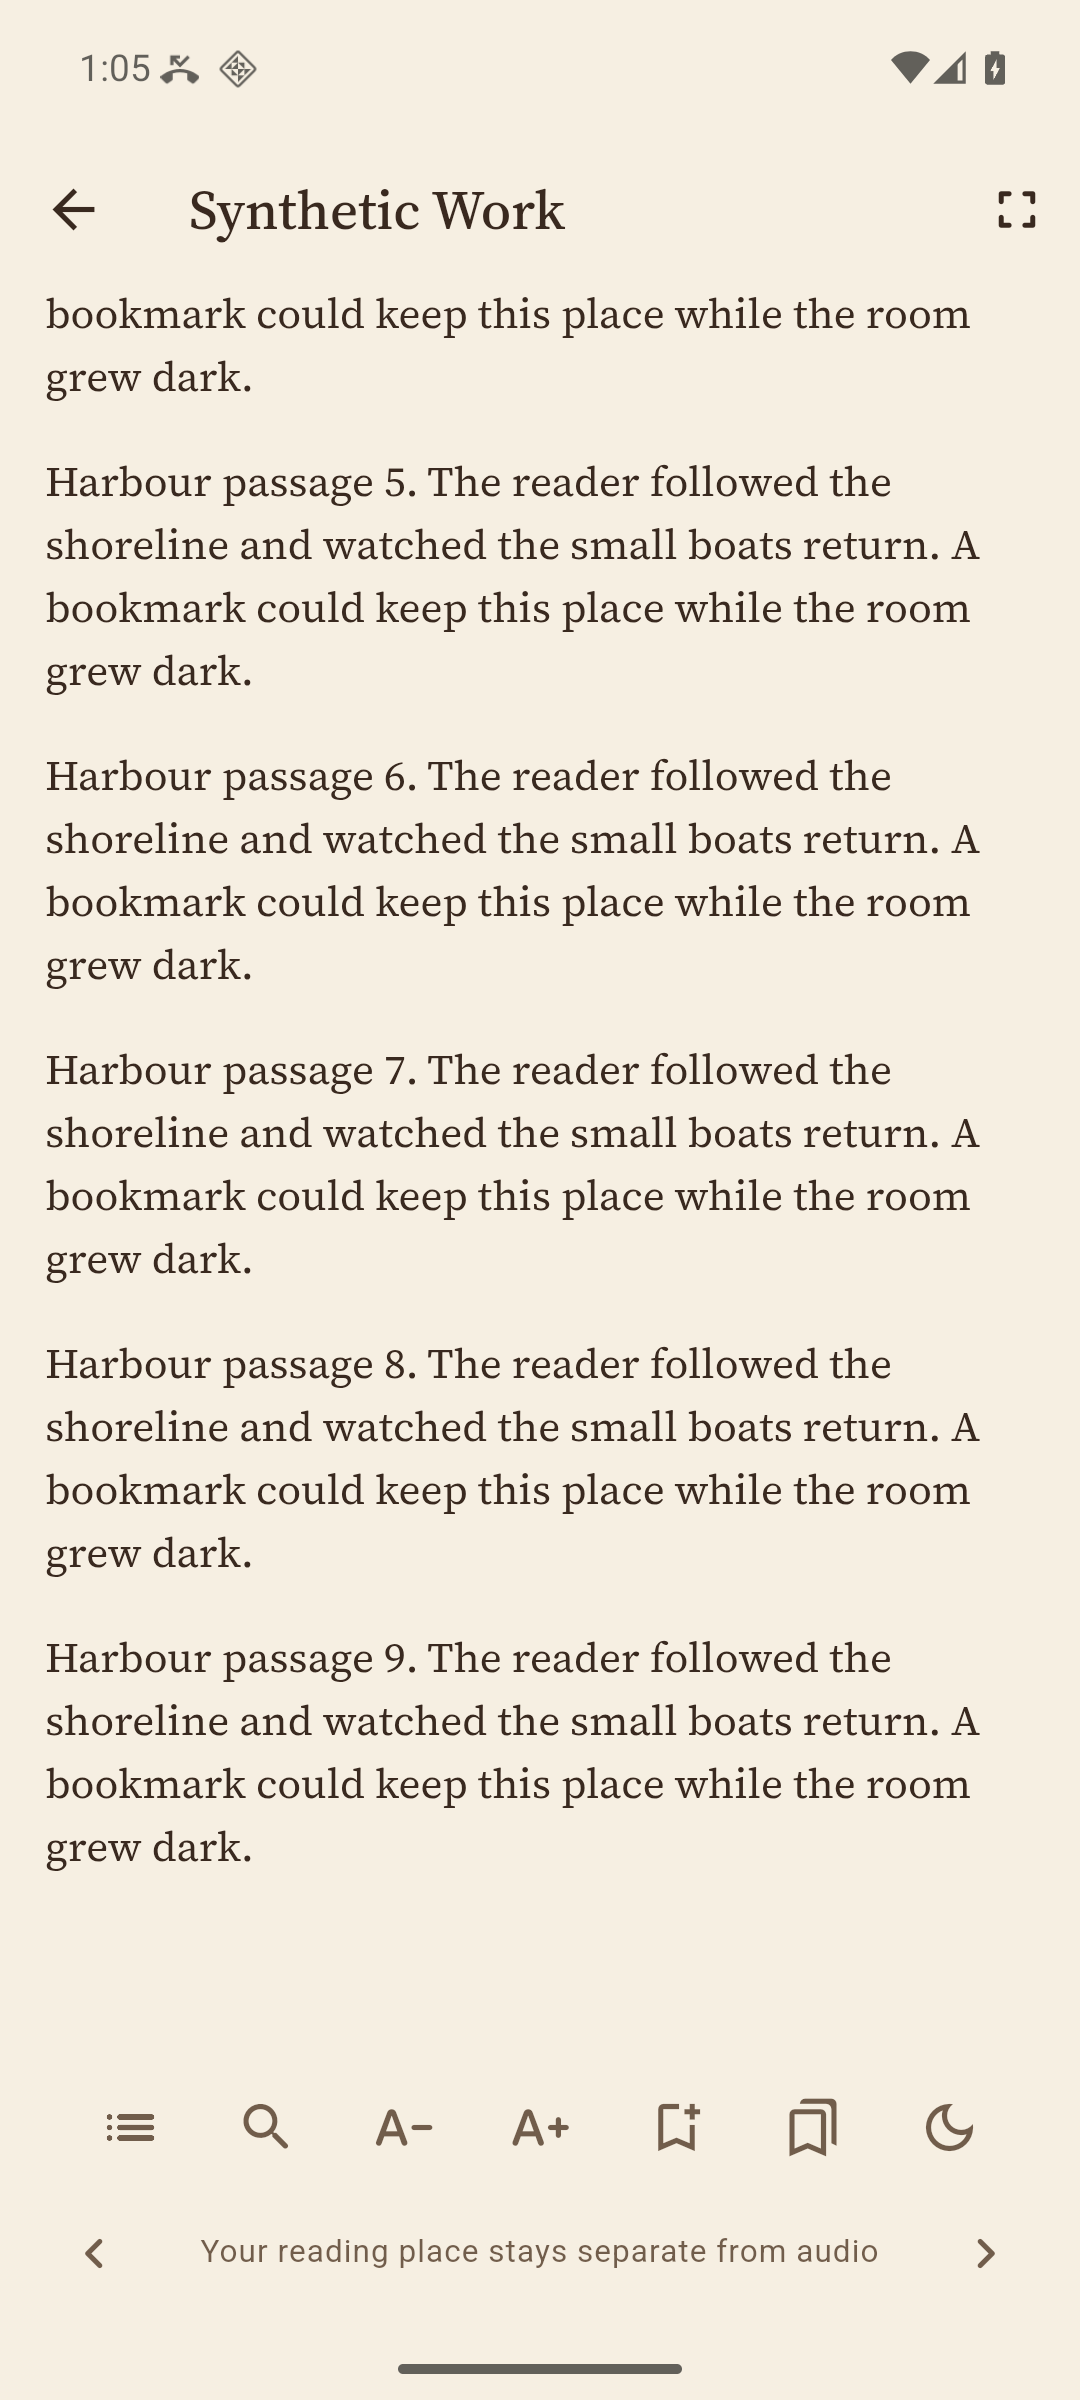 1:05
Synthetic Work
bookmark could keep this place while the room
grew dark.
Harbour passage 5. The reader followed the
shoreline and watched the small boats return. A
bookmark could keep this place while the room
grew dark.
Harbour passage 6. The reader followed the
shoreline and watched the small boats return. A
bookmark could keep this place while the room
grew dark.
Harbour passage 7. The reader followed the
shoreline and watched the small boats return. A
bookmark could keep this place while the room
grew dark.
Harbour passage 8. The reader followed the
shoreline and watched the small boats return. A
bookmark could keep this place while the room
grew dark.
Harbour passage 9. The reader followed the
shoreline and watched the small boats return. A
bookmark could keep this place while the room
grew dark.
A- A+
Your reading place stays separate from audio